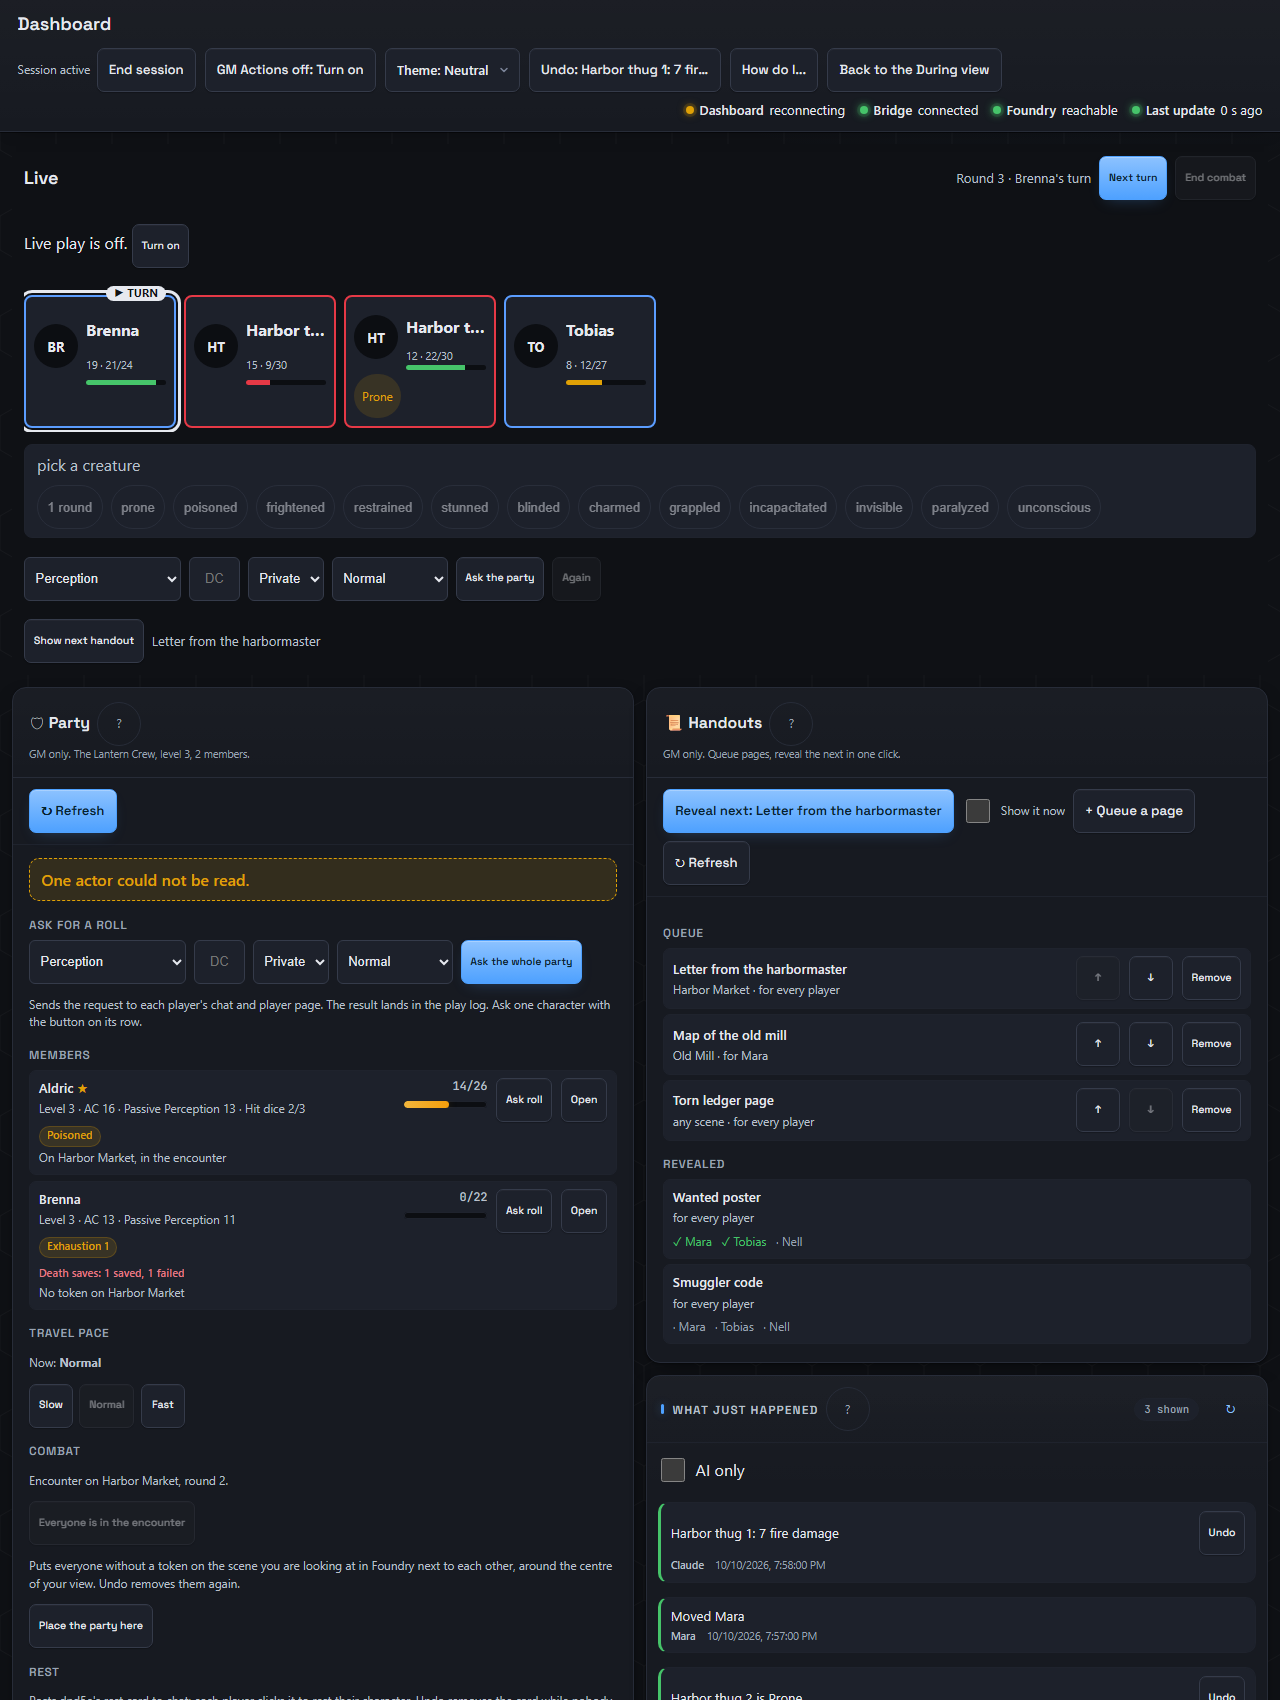 Dashboard
Session active
End session
GM Actions off: Turn on
Theme: Neutral
Undo: Harbor thug 1: 7 fir...
How do I...
Back to the During view
Dashboard reconnecting
Bridge connected
Foundry reachable
Last update 0 s ago
Live
Round 3 · Brenna's turn
Next turn
End combat
Live play is off.
Turn on
▶ TURN
BR
Brenna
19 · 21/24
HT
Harbor t...
15 · 9/30
HT
Harbor t...
12 · 22/30
Prone
TO
Tobias
8 · 12/27
pick a creature
1 round
prone
poisoned
frightened
restrained
stunned
blinded
charmed
grappled
incapacitated
invisible
paralyzed
unconscious
Perception
DC
Private
Normal
Ask the party
Again
Show next handout
Letter from the harbormaster
Party
?
GM only. The Lantern Crew, level 3, 2 members.
↻ Refresh
One actor could not be read.
ASK FOR A ROLL
Perception
DC
Private
Normal
Ask the whole party
Sends the request to each player's chat and player page. The result lands in the play log. Ask one character with
the button on its row.
MEMBERS
Aldric ★
14/26
Ask roll
Open
Level 3 · AC 16 · Passive Perception 13 · Hit dice 2/3
Poisoned
On Harbor Market, in the encounter
Brenna
0/22
Ask roll
Open
Level 3 · AC 13 · Passive Perception 11
Exhaustion 1
Death saves: 1 saved, 1 failed
No token on Harbor Market
TRAVEL PACE
Now: Normal
Slow
Normal
Fast
COMBAT
Encounter on Harbor Market, round 2.
Everyone is in the encounter
Puts everyone without a token on the scene you are looking at in Foundry next to each other, around the centre
of your view. Undo removes them again.
Place the party here
REST
Handouts
?
GM only. Queue pages, reveal the next in one click.
Reveal next: Letter from the harbormaster
Show it now
+ Queue a page
↻ Refresh
QUEUE
Letter from the harbormaster
Harbor Market · for every player
↑
↓
Remove
Map of the old mill
Old Mill · for Mara
↑
↓
Remove
Torn ledger page
any scene · for every player
↑
↓
Remove
REVEALED
Wanted poster
for every player
✓ Mara ✓ Tobias · Nell
Smuggler code
for every player
· Mara · Tobias · Nell
WHAT JUST HAPPENED
?
3 shown
↻
AI only
Harbor thug 1: 7 fire damage
Undo
Claude 10/10/2026, 7:58:00 PM
Moved Mara
Mara 10/10/2026, 7:57:00 PM
Harbor thug 2 is Prone
Undo